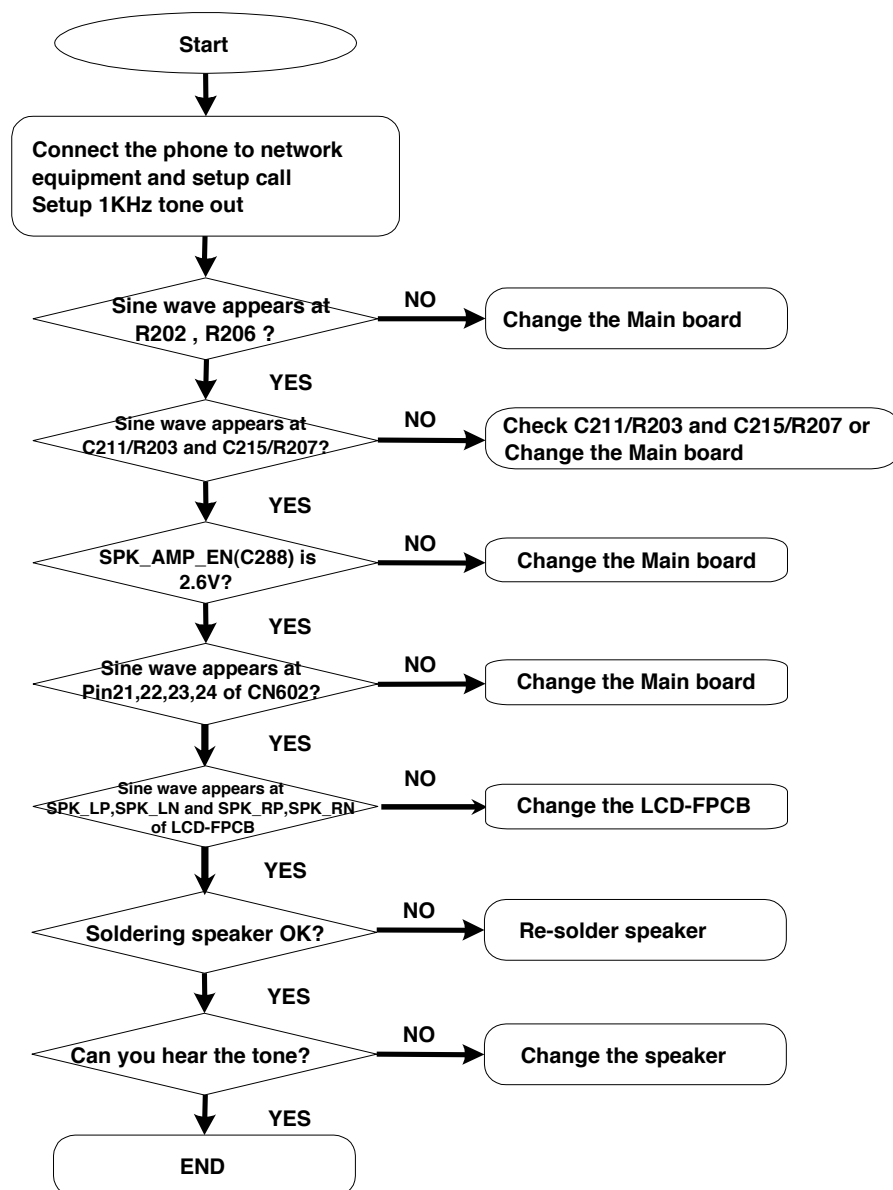 Start
Connect the phone to network
equipment and setup call
Setup 1KHz tone out
Sine wave appears at
R202 , R206 ?
NO
Change the Main board
YES
Sine wave appears at
C211/R203 and C215/R207?
NO
Check C211/R203 and C215/R207 or
Change the Main board
YES
SPK_AMP_EN(C288) is
2.6V?
NO
Change the Main board
YES
Sine wave appears at
Pin21,22,23,24 of CN602?
NO
Change the Main board
YES
Sine wave appears at
SPK_LP,SPK_LN and SPK_RP,SPK_RN
of LCD-FPCB
NO
Change the LCD-FPCB
YES
Soldering speaker OK?
NO
Re-solder speaker
YES
Can you hear the tone?
NO
Change the speaker
YES
END